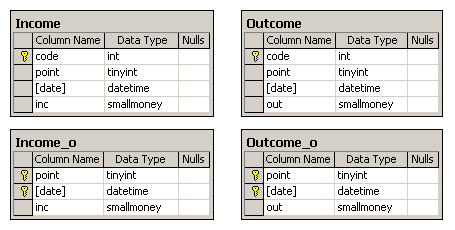 Income
Column Name Data Type Nulls
code int
point tinyint
[date] datetime
inc smallmoney
Outcome
Column Name Data Type Nulls
code int
point tinyint
[date] datetime
out smallmoney
Income_o
Column Name Data Type Nulls
point tinyint
[date] datetime
inc smallmoney
Outcome_o
Column Name Data Type Nulls
point tinyint
[date] datetime
out smallmoney